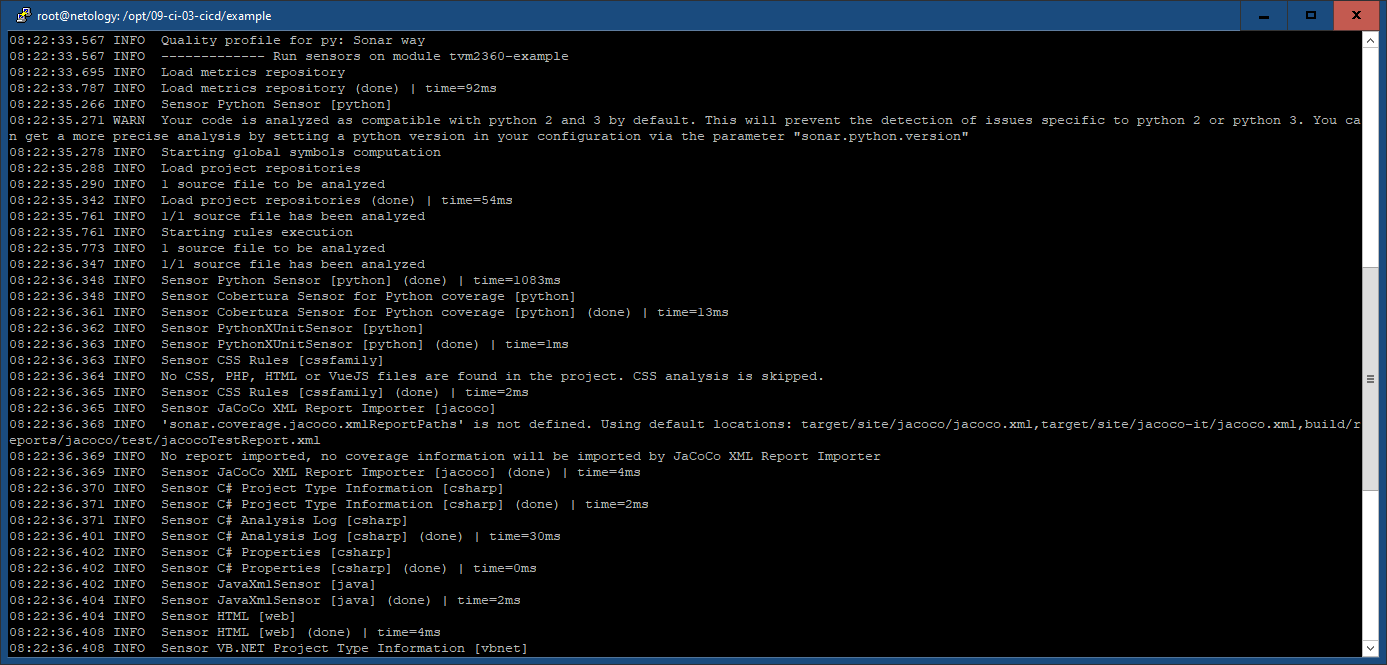 root@netology: /opt/09-ci-03-cicd/example
08:22:33.567 INFO  Quality profile for py: Sonar way
08:22:33.567 INFO  ------------- Run sensors on module tvm2360-example
08:22:33.695 INFO  Load metrics repository
08:22:33.787 INFO  Load metrics repository (done) | time=92ms
08:22:35.266 INFO  Sensor Python Sensor [python]
08:22:35.271 WARN  Your code is analyzed as compatible with python 2 and 3 by default. This will prevent the detection of issues specific to python 2 or python 3. You ca
n get a more precise analysis by setting a python version in your configuration via the parameter "sonar.python.version"
08:22:35.278 INFO  Starting global symbols computation
08:22:35.288 INFO  Load project repositories
08:22:35.290 INFO  1 source file to be analyzed
08:22:35.342 INFO  Load project repositories (done) | time=54ms
08:22:35.761 INFO  1/1 source file has been analyzed
08:22:35.761 INFO  Starting rules execution
08:22:35.773 INFO  1 source file to be analyzed
08:22:36.347 INFO  1/1 source file has been analyzed
08:22:36.348 INFO  Sensor Python Sensor [python] (done) | time=1083ms
08:22:36.348 INFO  Sensor Cobertura Sensor for Python coverage [python]
08:22:36.361 INFO  Sensor Cobertura Sensor for Python coverage [python] (done) | time=13ms
08:22:36.362 INFO  Sensor PythonXUnitSensor [python]
08:22:36.363 INFO  Sensor PythonXUnitSensor [python] (done) | time=1ms
08:22:36.363 INFO  Sensor CSS Rules [cssfamily]
08:22:36.364 INFO  No CSS, PHP, HTML or VueJS files are found in the project. CSS analysis is skipped.
08:22:36.365 INFO  Sensor CSS Rules [cssfamily] (done) | time=2ms
08:22:36.365 INFO  Sensor JaCoCo XML Report Importer [jacoco]
08:22:36.368 INFO  'sonar.coverage.jacoco.xmlReportPaths' is not defined. Using default locations: target/site/jacoco/jacoco.xml,target/site/jacoco-it/jacoco.xml,build/r
eports/jacoco/test/jacocoTestReport.xml
08:22:36.369 INFO  No report imported, no coverage information will be imported by JaCoCo XML Report Importer
08:22:36.369 INFO  Sensor JaCoCo XML Report Importer [jacoco] (done) | time=4ms
08:22:36.370 INFO  Sensor C# Project Type Information [csharp]
08:22:36.371 INFO  Sensor C# Project Type Information [csharp] (done) | time=2ms
08:22:36.371 INFO  Sensor C# Analysis Log [csharp]
08:22:36.401 INFO  Sensor C# Analysis Log [csharp] (done) | time=30ms
08:22:36.402 INFO  Sensor C# Properties [csharp]
08:22:36.402 INFO  Sensor C# Properties [csharp] (done) | time=0ms
08:22:36.402 INFO  Sensor JavaXmlSensor [java]
08:22:36.404 INFO  Sensor JavaXmlSensor [java] (done) | time=2ms
08:22:36.404 INFO  Sensor HTML [web]
08:22:36.408 INFO  Sensor HTML [web] (done) | time=4ms
08:22:36.408 INFO  Sensor VB.NET Project Type Information [vbnet]